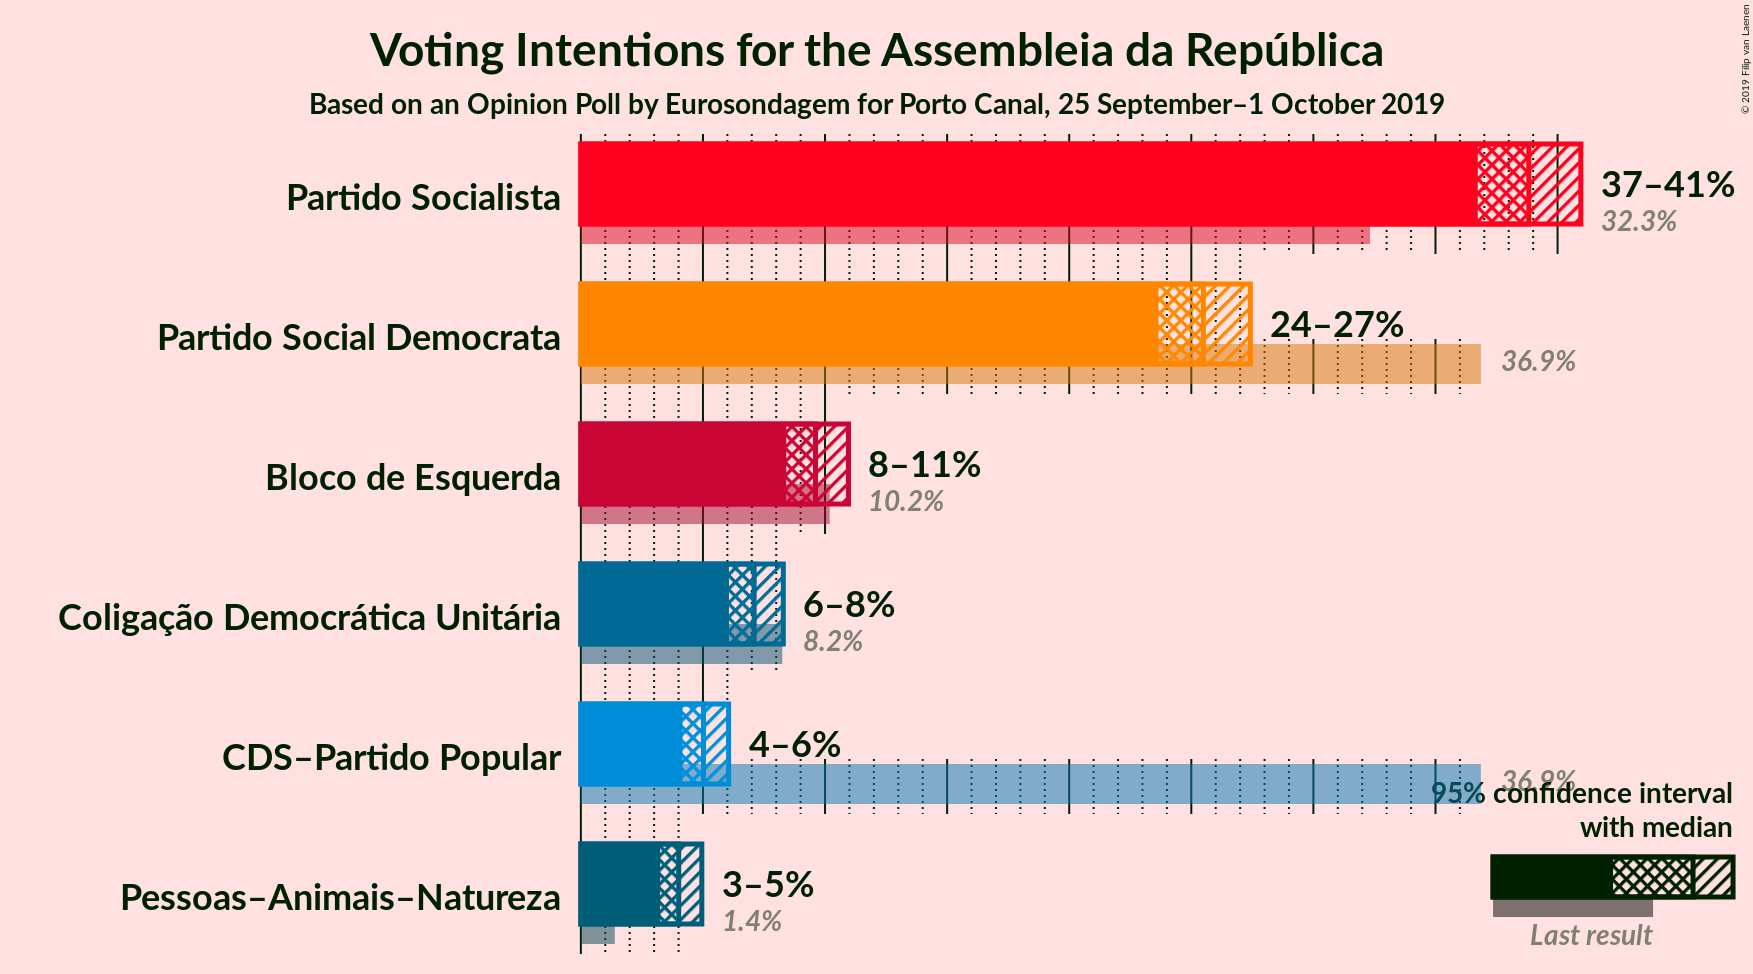 Voting Intentions for the Assembleia da República
Based on an Opinion Poll by Eurosondagem for Porto Canal, 25 September–1 October 2019
© 2019 Filip van Laenen
Partido Socialista
37–41%
32.3%
Partido Social Democrata
24–27%
36.9%
Bloco de Esquerda
8–11%
10.2%
Coligação Democrática Unitária
6–8%
8.2%
CDS–Partido Popular
4–6%
36.9%
95% confidence interval
with median
Pessoas–Animais–Natureza
3–5%
1.4%
Last result